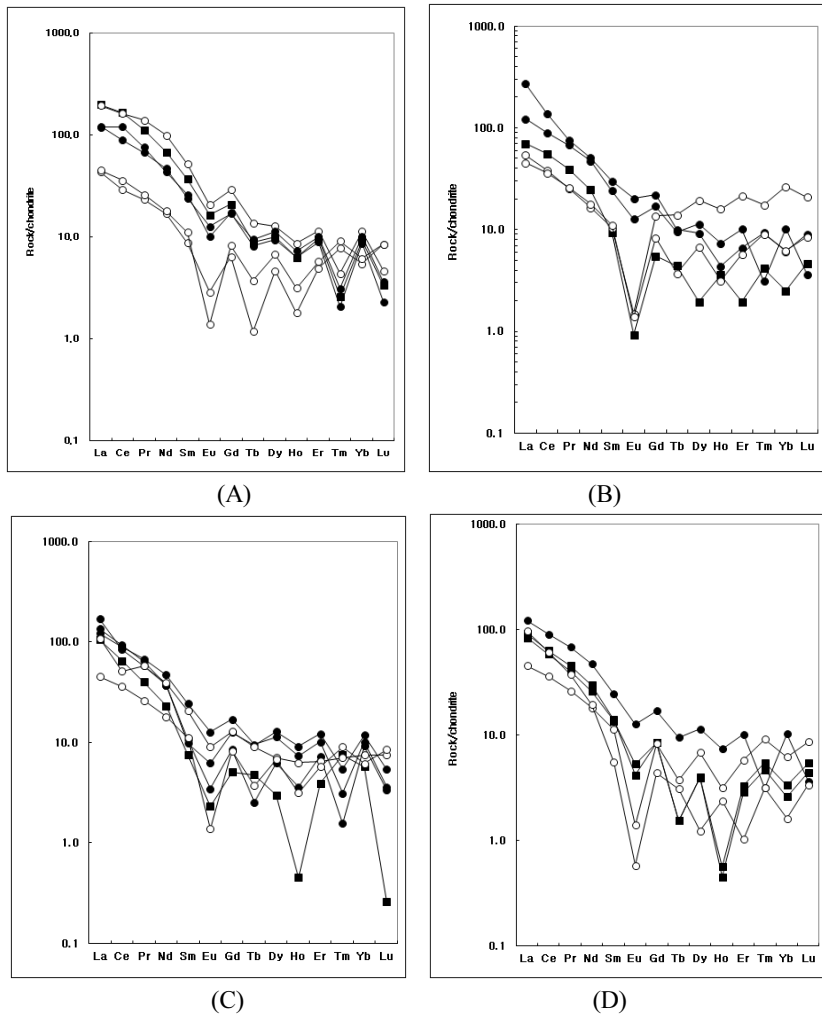 1000.0
100.0
10.0
1.0
0.1
Rock/chondrite
La Ce Pr Nd Sm Eu Gd Tb Dy Ho Er Tm Yb Lu
(A)
1000.0
100.0
10.0
1.0
0.1
Rock/chondrite
La Ce Pr Nd Sm Eu Gd Tb Dy Ho Er Tm Yb Lu
(B)
1000.0
100.0
10.0
1.0
0.1
La Ce Pr Nd Sm Eu Gd Tb Dy Ho Er Tm Yb Lu
(C)
1000.0
100.0
10.0
1.0
0.1
Rock/chondrite
La Ce Pr Nd Sm Eu Gd Tb Dy Ho Er Tm Yb Lu
(D)